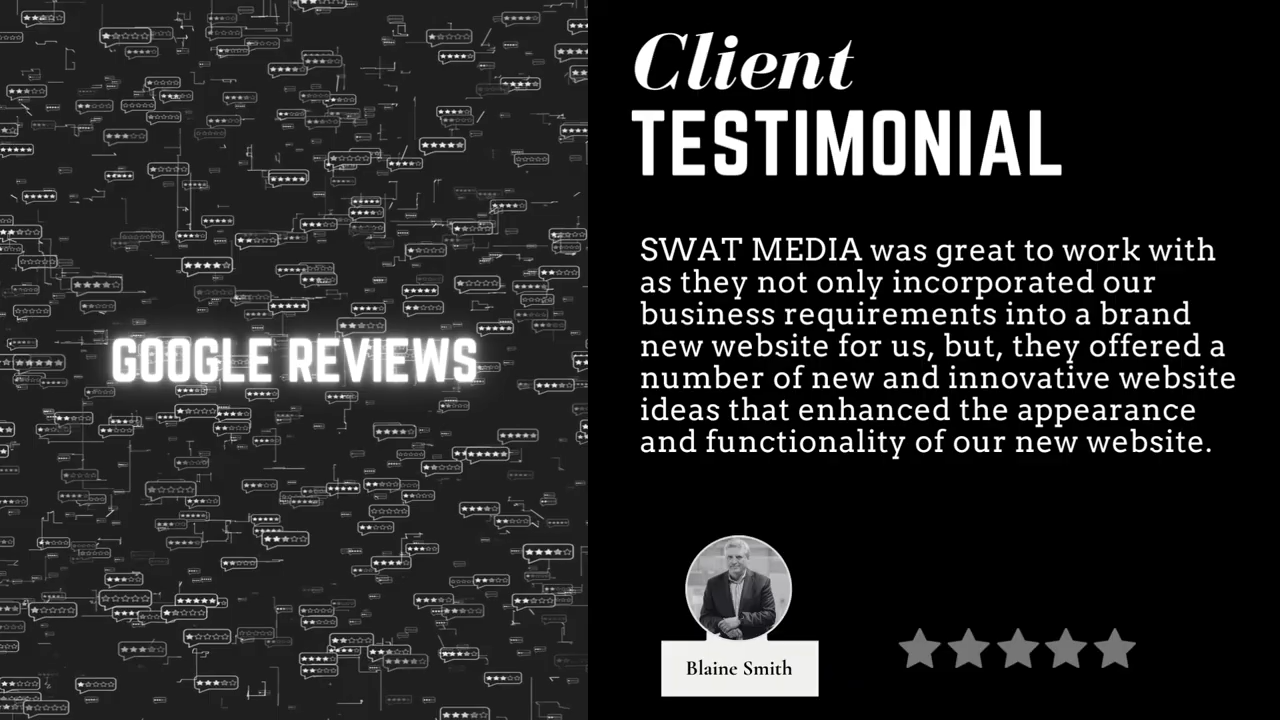 GOOGLE REVIEWS
Client
TESTIMONIAL
SWAT MEDIA was great to work with
as they not only incorporated our
business requirements into a brand
new website for us, but, they offered a
number of new and innovative website
ideas that enhanced the appearance
and functionality of our new website.
Blaine Smith